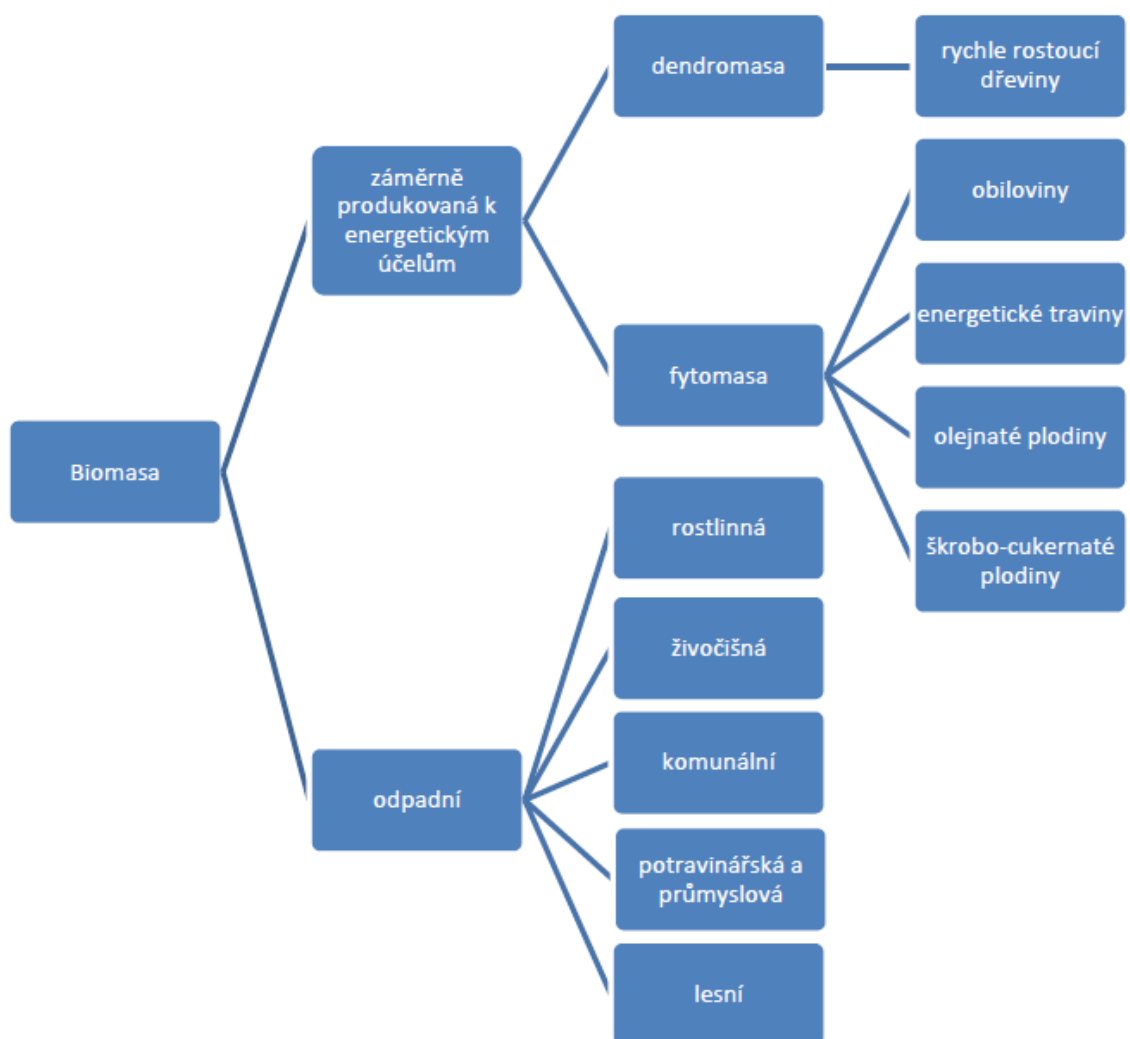 dendromasa
rychle rostoucí
dřeviny
záměrně
produkovaná k
energetickým
účelům
obiloviny
energetické traviny
fytomasa
olejnaté plodiny
Biomasa
rostlinná
škrobo-cukernaté
plodiny
živočišná
komunální
odpadní
potravinářská a
průmyslová
lesní